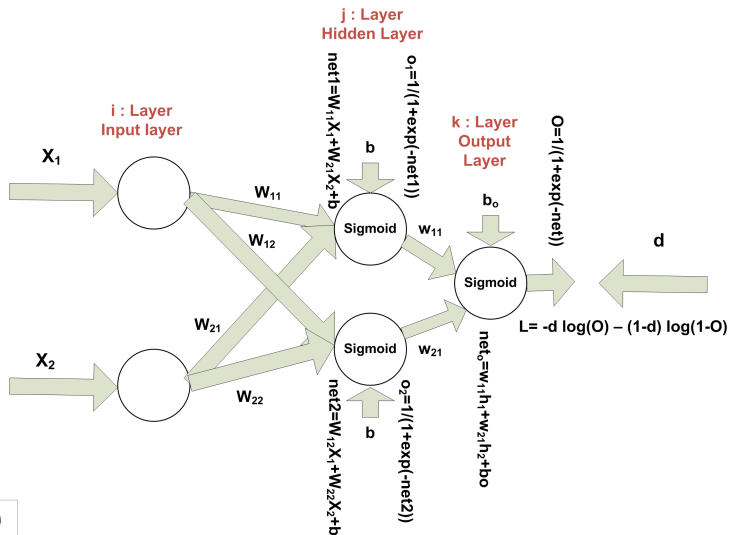 j : Layer
Hidden Layer
i : Layer
Input layer
k : Layer
Output
Layer
X₁
X₂
W₁₁
W₁₂
W₂₁
W₂₂
net1=W₁₁X₁+W₂₁X₂+b
o₁=1/(1+exp(-net1))
b
Sigmoid
w₁₁
Sigmoid
w₂₁
b
net2=W₁₂X₁+W₂₂X₂+b
o₂=1/(1+exp(-net2))
bₒ
Sigmoid
O=1/(1+exp(-net))
d
L= -d log(O) – (1-d) log(1-O)
netₒ=w₁₁h₁+w₂₁h₂+bo